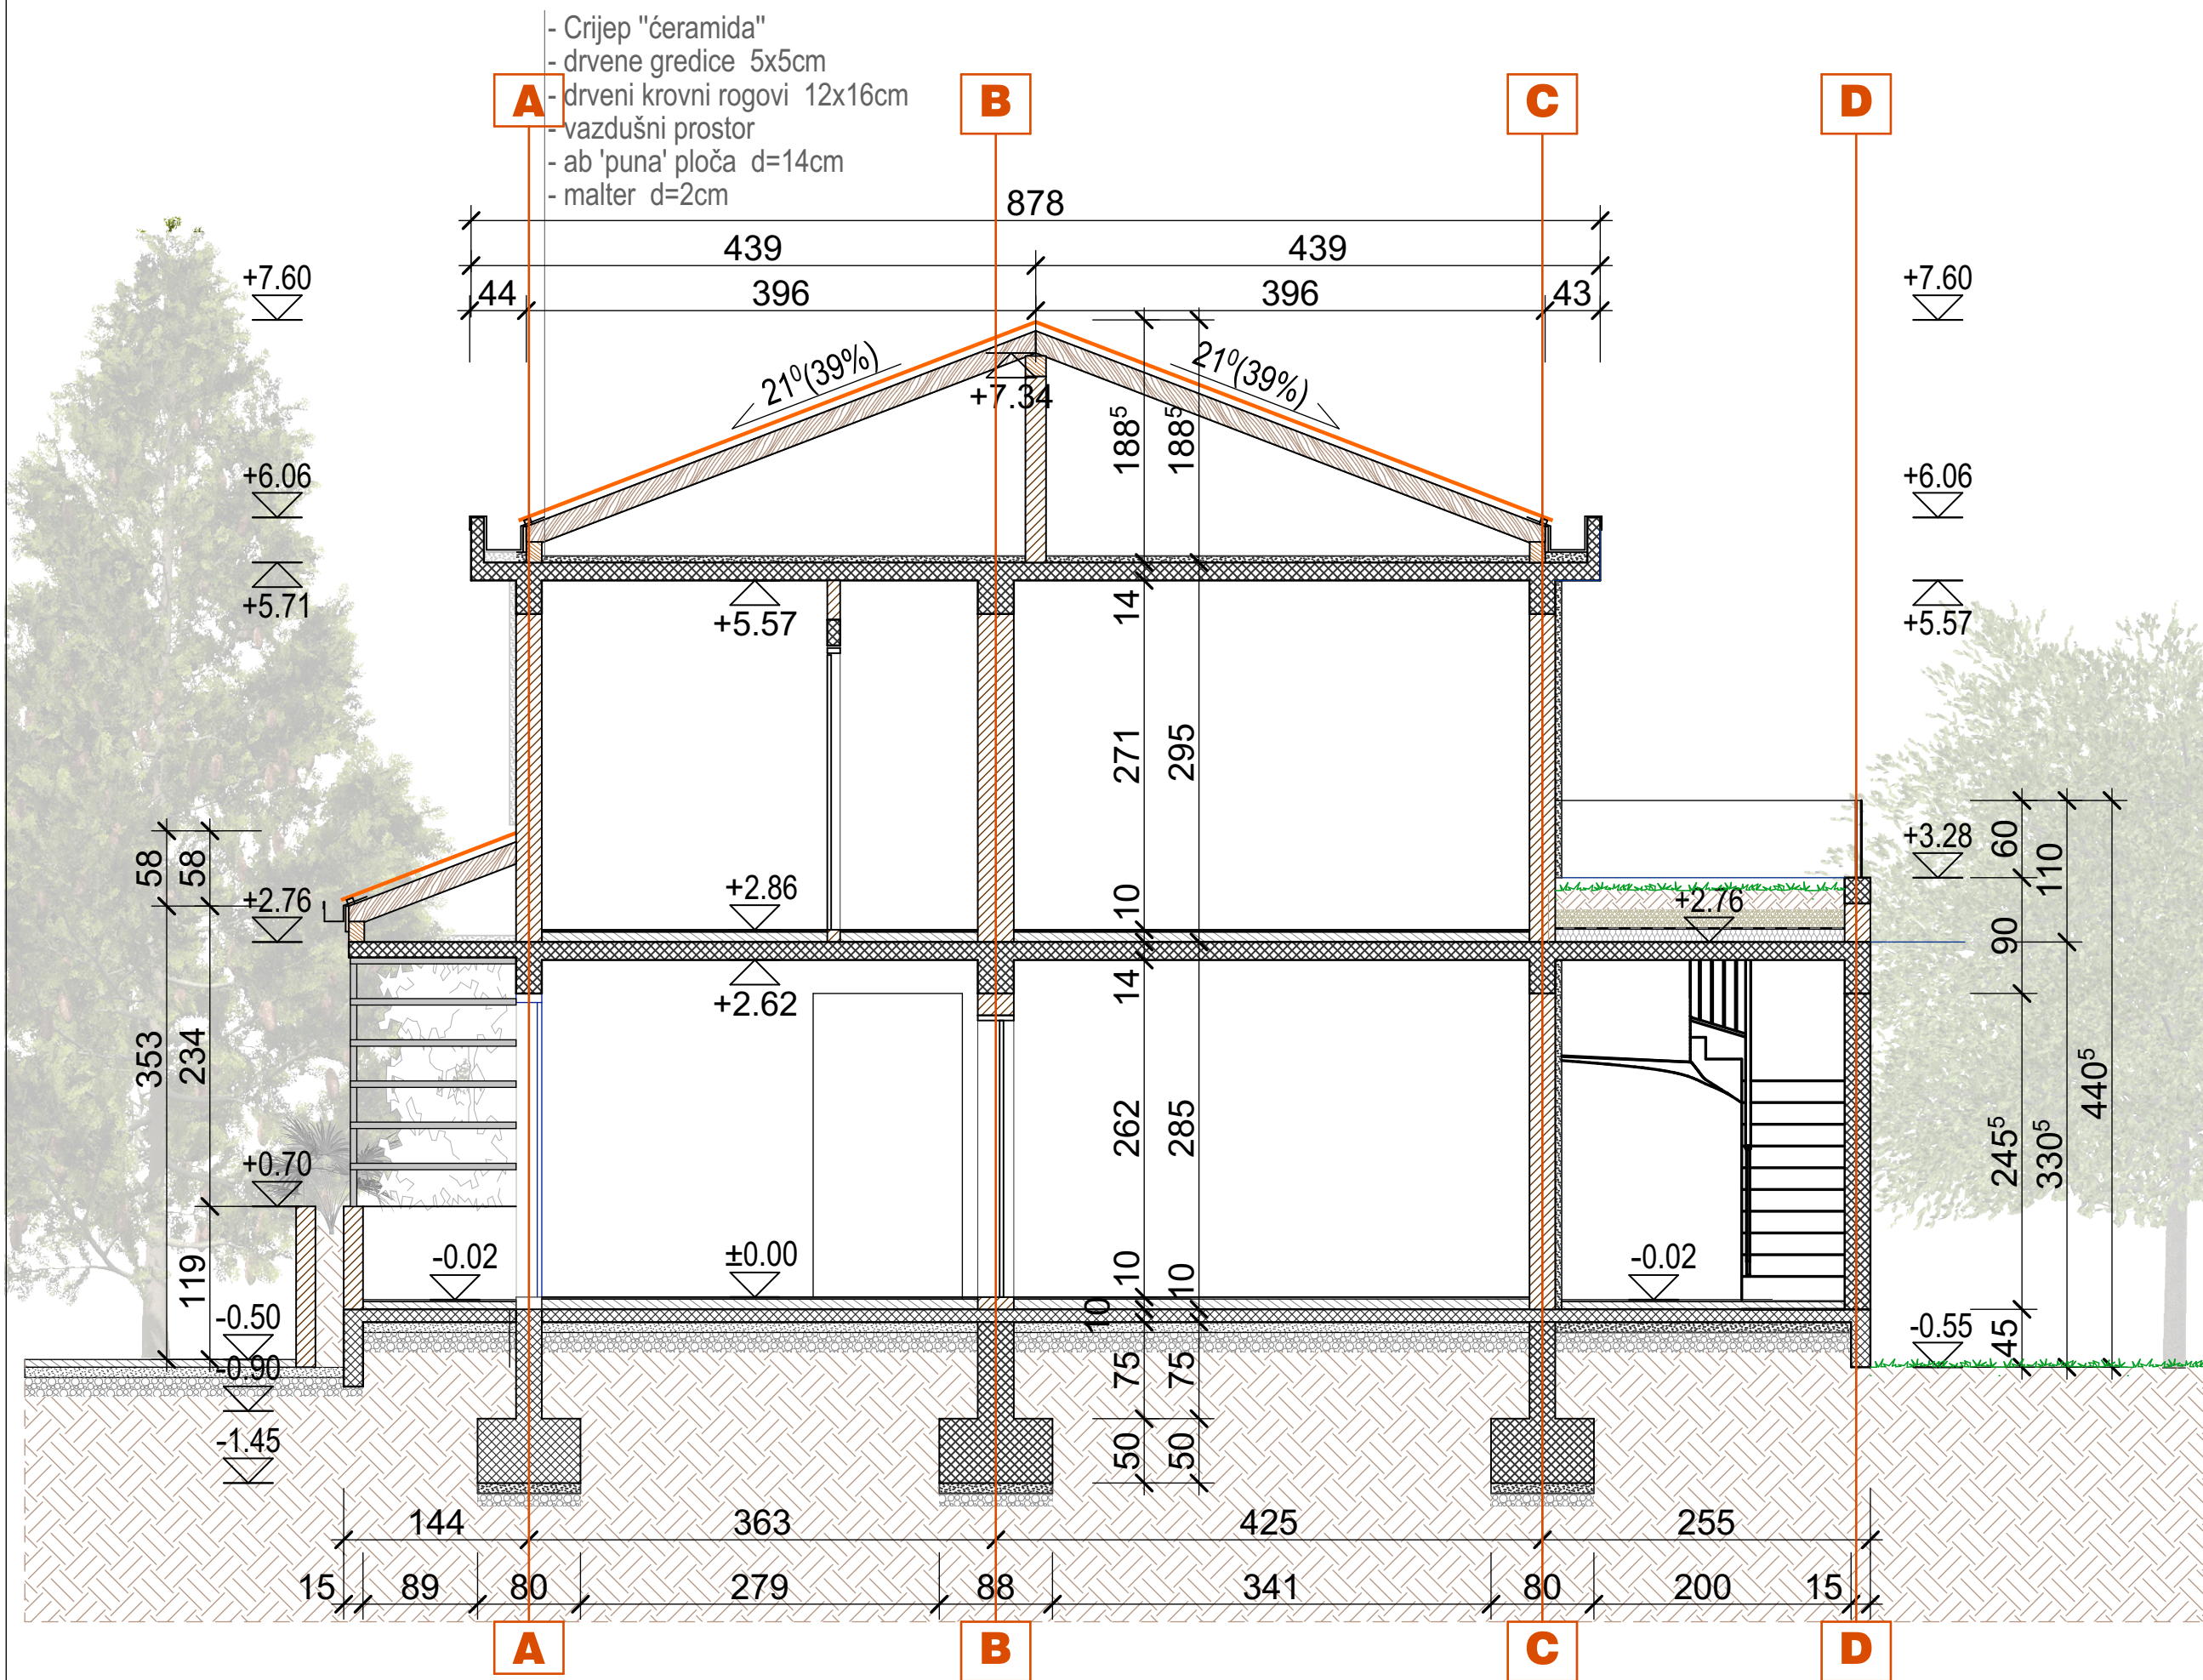 - Crijep "ćeramida"
- drvene gredice 5x5cm
- drveni krovni rogovi 12x16cm
- vazdušni prostor
- ab 'puna' ploča d=14cm
- malter d=2cm
A B C D
878
439 439
44 396 396 43
+7.60 +7.60
21⁰(39%) 21⁰(39%)
+7.34
188⁵ 188⁵
+6.06 +6.06
+5.71 +5.57 14 +5.57
271 295
58 58 +2.76 +2.86 10 +2.76 +3.28 60 110
90
+2.62 14
353 234 262 285 245⁵ 330⁵ 440⁵
+0.70
119 -0.02 ±0.00 10 10 10 -0.02
-0.50 -0.55 45
-0.90 75 75
-1.45 50 50
144 363 425 255
15 89 80 279 88 341 80 200 15
A B C D